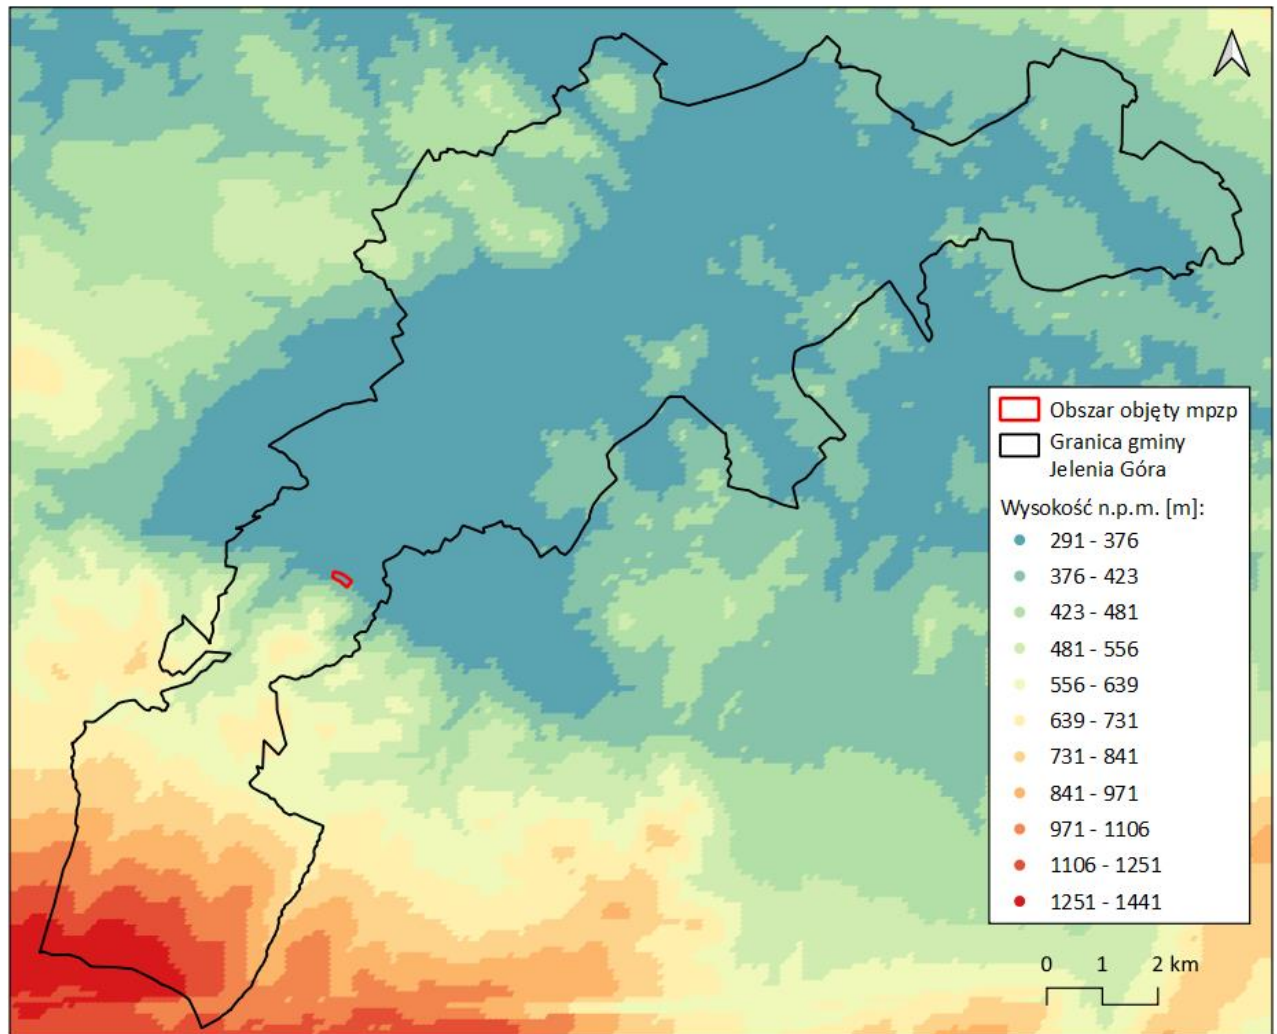 Obszar objęty mpzp
Granica gminy
Jelenia Góra
Wysokość n.p.m. [m]:
291 - 376
376 - 423
423 - 481
481 - 556
556 - 639
639 - 731
731 - 841
841 - 971
971 - 1106
1106 - 1251
1251 - 1441
0 1 2 km